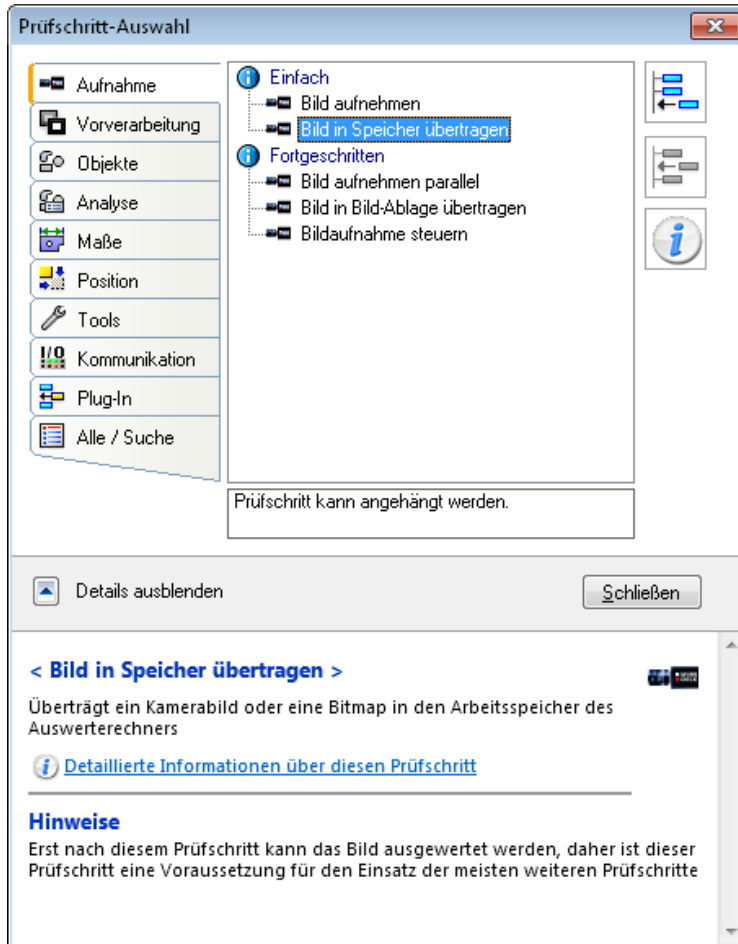 Prüfschritt-Auswahl
Aufnahme
Vorverarbeitung
Objekte
Analyse
Maße
Position
Tools
Kommunikation
Plug-In
Alle / Suche
Einfach
Bild aufnehmen
Bild in Speicher übertragen
Fortgeschritten
Bild aufnehmen parallel
Bild in Bild-Ablage übertragen
Bildaufnahme steuern
Prüfschritt kann angehängt werden.
Details ausblenden
Schließen
< Bild in Speicher übertragen >
Überträgt ein Kamerabild oder eine Bitmap in den Arbeitsspeicher des
Auswerterechners
Detaillierte Informationen über diesen Prüfschritt
Hinweise
Erst nach diesem Prüfschritt kann das Bild ausgewertet werden, daher ist dieser
Prüfschritt eine Voraussetzung für den Einsatz der meisten weiteren Prüfschritte